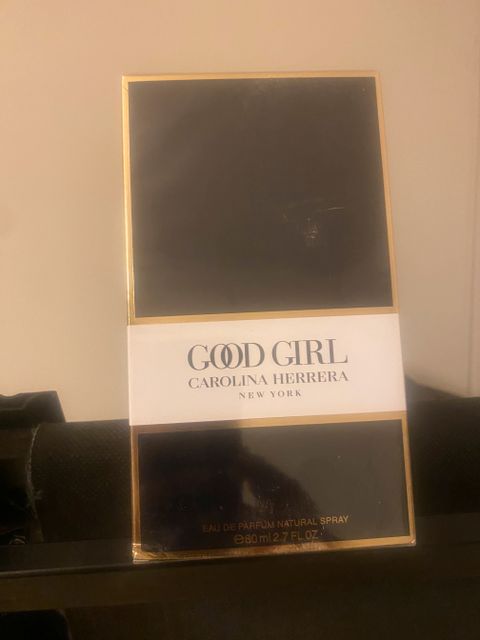 GOOD GIRL
CAROLINA HERRERA
NEW YORK
EAU DE PARFUM NATURAL SPRAY
℮80 ml 2.7 FL OZ